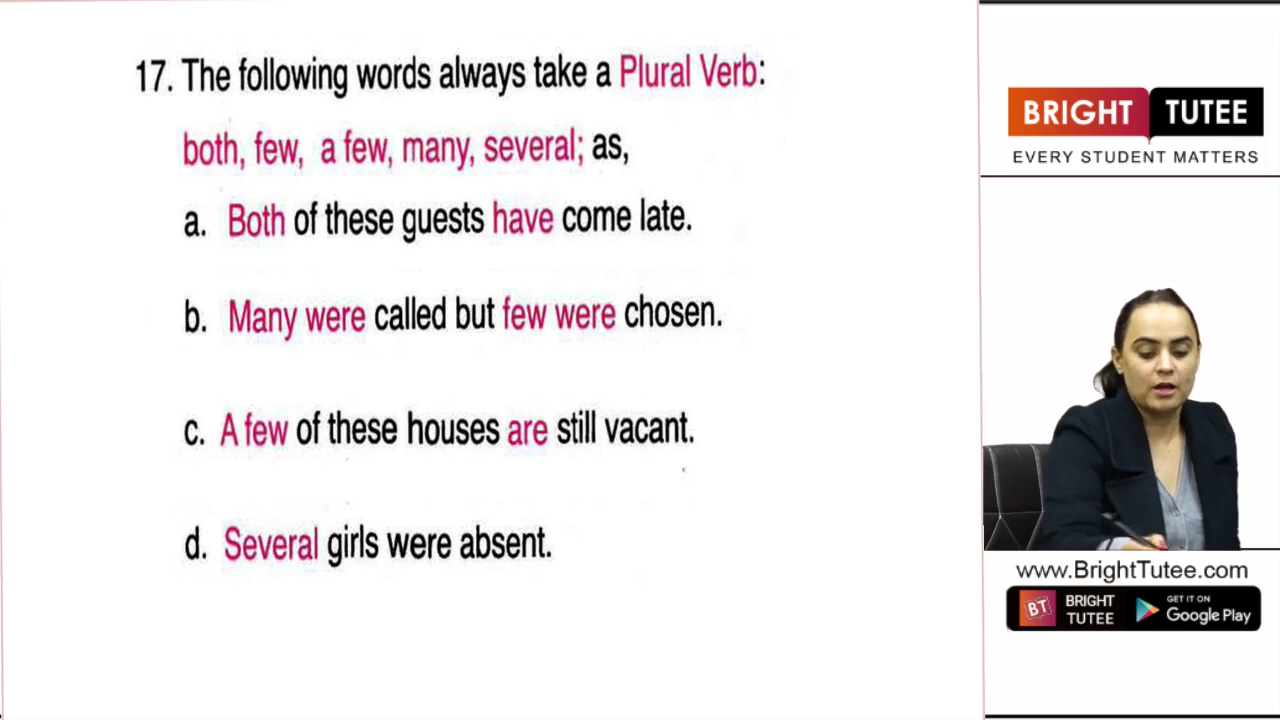 17. The following words always take a Plural Verb:
both, few, a few, many, several; as,
a. Both of these guests have come late.
b. Many were called but few were chosen.
c. A few of these houses are still vacant.
d. Several girls were absent.
BRIGHT TUTEE
EVERY STUDENT MATTERS
www.BrightTutee.com
BT BRIGHT TUTEE
GET IT ON
Google Play